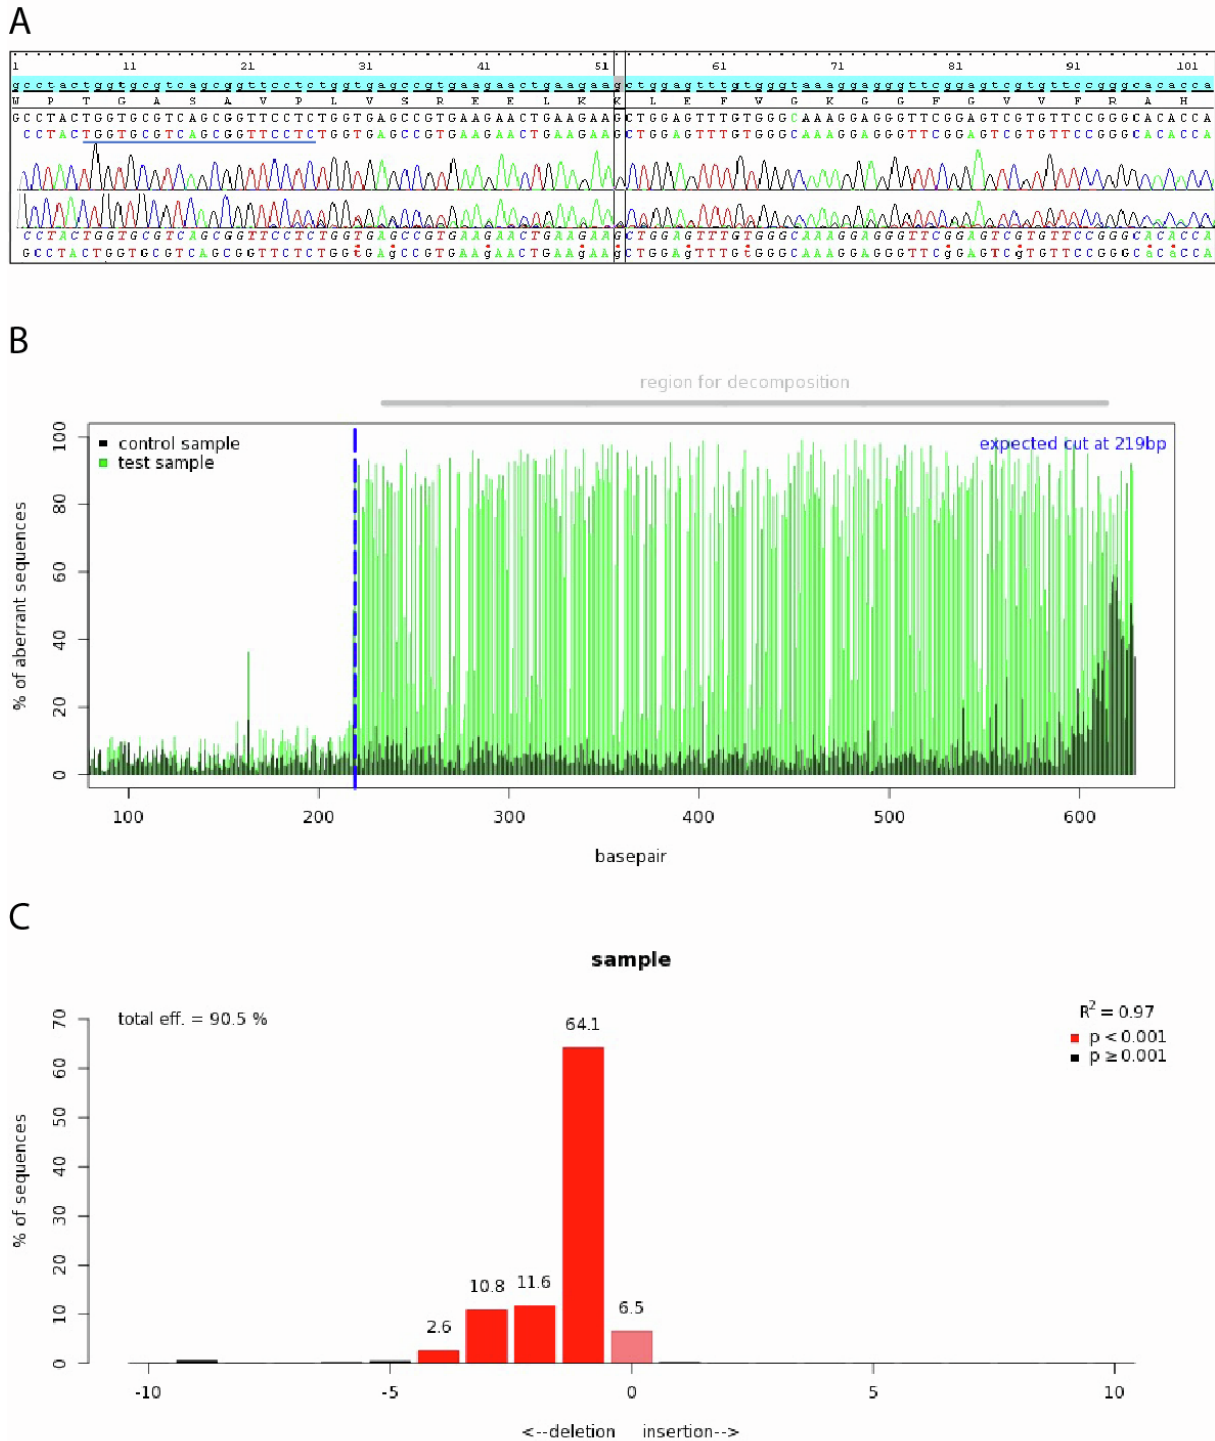 A
1 11 21 31 41 51 61 71 81 91 101
gcctactggtgcgtcagcggttcctctggtgagccgtgaagaactgaagaagctggagtttgtgggtaaaggagggttcggagtcgtgttccgggcacacca
W P T G A S A V P L V S R E E L K K L E F V G K G G F G V V F R A H
GCCTACTGGTGCGTCAGCGGTTCCTCTGGTGAGCCGTGAAGAACTGAAGAAGCTGGAGTTTGTGGGCAAAGGAGGGTTCGGAGTCGTGTTCCGGGCACACCA
CCTACTGGTGCGTCAGCGGTTCCTCTGGTGAGCCGTGAAGAACTGAAGAAGCTGGAGTTTGTGGGCAAAGGAGGGTTCGGAGTCGTGTTCCGGGCACACCA
CCTACTGGTGCGTCAGCGGTTCCTCTGGTGAGCCGTGAAGAACTGAAGAAGCTGGAGTTTGTGGGCAAAGGAGGGTTCGGAGTCGTGTTCCGGGCACACCA
GCCTACTGGTGCGTCAGCGGTTCTCTGGtGAgCCGTGAAgAACTGAAgAAgCTGGAgTTTGtGGGCAAAGGAGGGTTCgGAGTCgTGTTCCGGGCaCaCCA
B
region for decomposition
control sample
test sample
expected cut at 219bp
% of aberrant sequences
100
80
60
40
20
0
100 200 300 400 500 600
basepair
C
sample
total eff. = 90.5 %
R² = 0.97
p < 0.001
p ≥ 0.001
% of sequences
70
60
50
40
30
20
10
0
2.6 10.8 11.6 64.1 6.5
-10 -5 0 5 10
<--deletion insertion-->